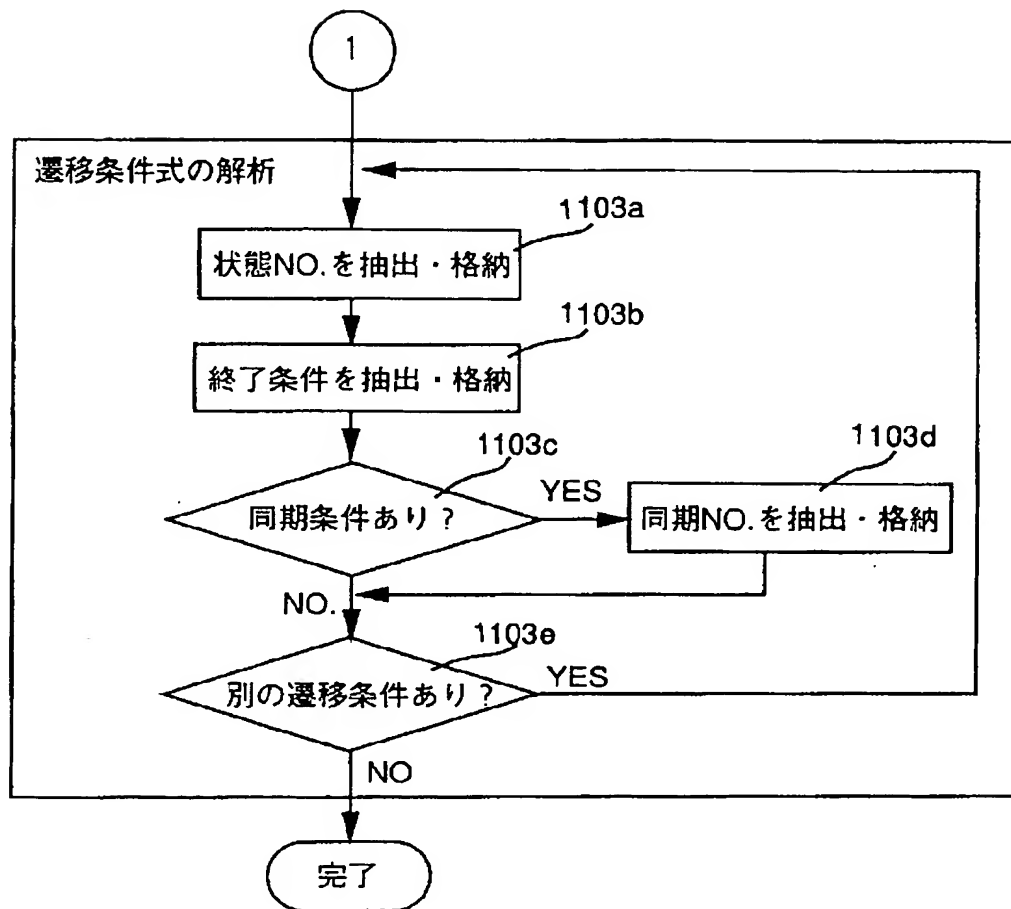 1
遷移条件式の解析
1103a
状態NO.を抽出・格納
1103b
終了条件を抽出・格納
1103c
同期条件あり?
YES
1103d
同期NO.を抽出・格納
NO.
1103e
別の遷移条件あり?
YES
NO
完了